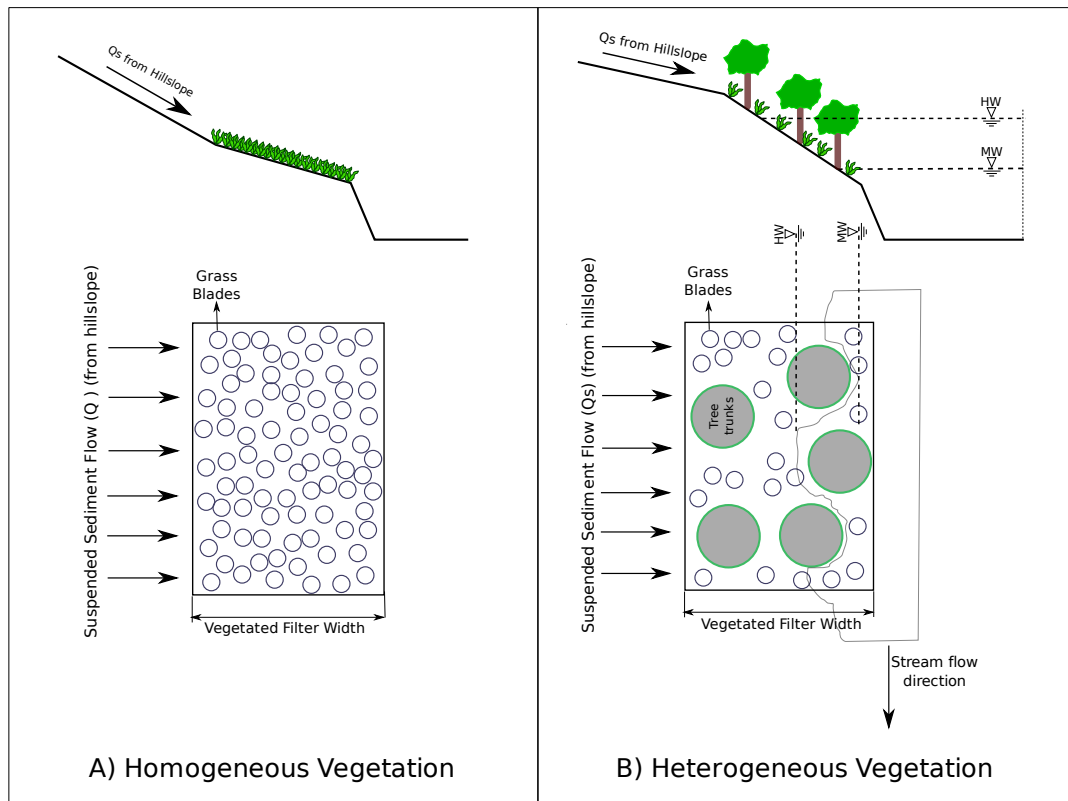 Qs from Hillslope
Grass
Blades
Suspended Sediment Flow (Q ) (from hillslope)
Vegetated Filter Width
A) Homogeneous Vegetation
Qs from Hillslope
HW
MW
HW
MW
Grass
Blades
Suspended Sediment Flow (Qs) (from hillslope)
Tree
trunks
Vegetated Filter Width
Stream flow
direction
B) Heterogeneous Vegetation